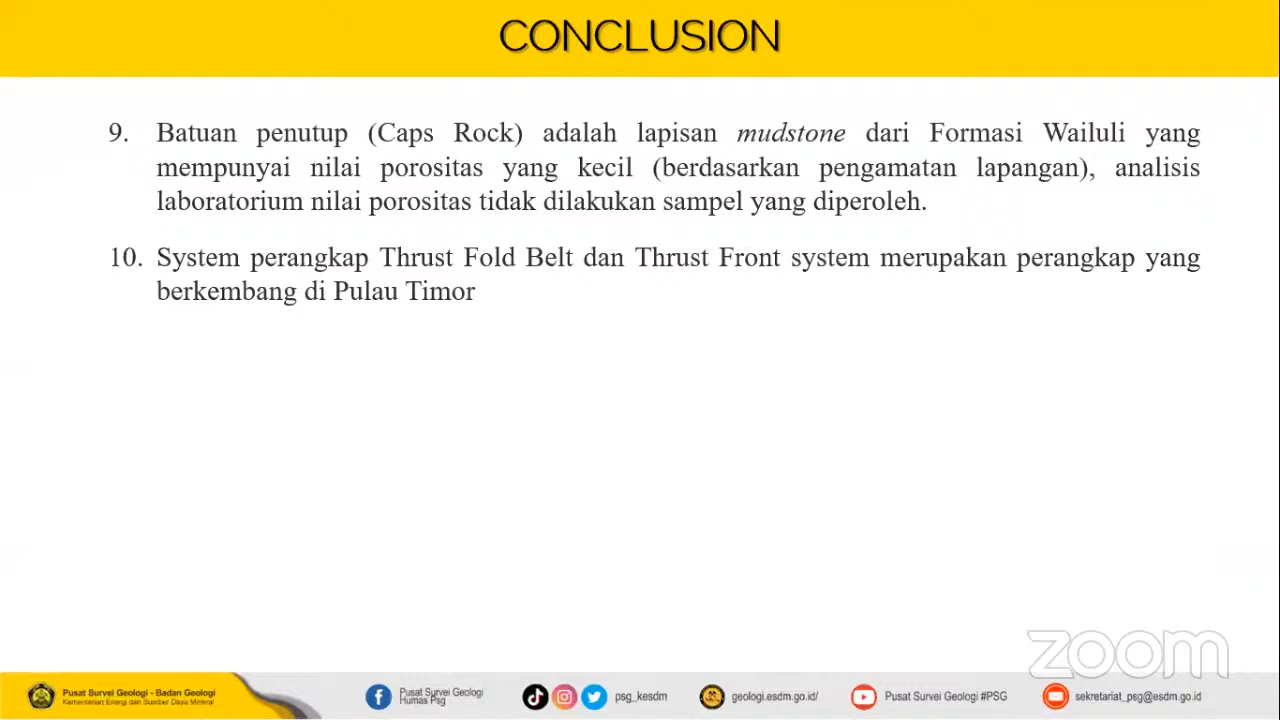 CONCLUSION
9. Batuan penutup (Caps Rock) adalah lapisan mudstone dari Formasi Wailuli yang
mempunyai nilai porositas yang kecil (berdasarkan pengamatan lapangan), analisis
laboratorium nilai porositas tidak dilakukan sampel yang diperoleh.
10. System perangkap Thrust Fold Belt dan Thrust Front system merupakan perangkap yang
berkembang di Pulau Timor
zoom
Pusat Survei Geologi - Badan Geologi
Kementerian Energi dan Sumber Daya Mineral
Pusat Survei Geologi
Humas Psg
psg_kesdm
geologi.esdm.go.id/
Pusat Survei Geologi #PSG
sekretariat_psg@esdm.go.id